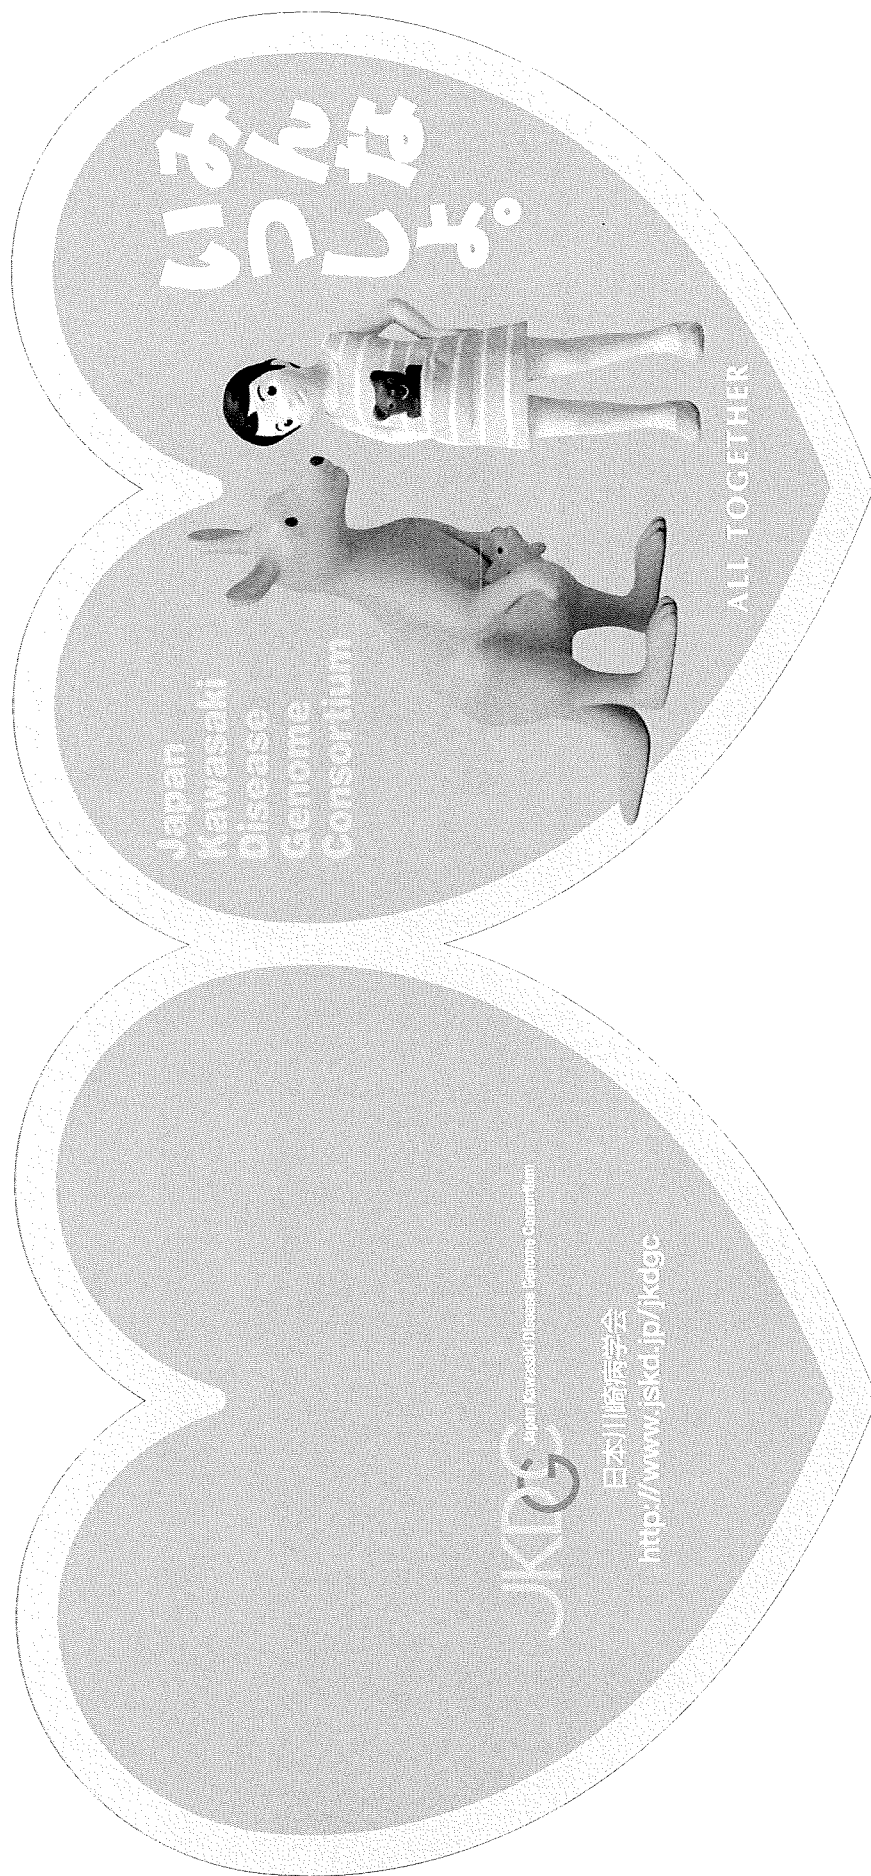 みんな
いっしょ。
Japan
Kawasaki
Disease
Genome
Consortium
ALL TOGETHER
JKDGC
Japan Kawasaki Disease Genome Consortium
日本川崎病学会
http://www.jskd.jp/jkdgc